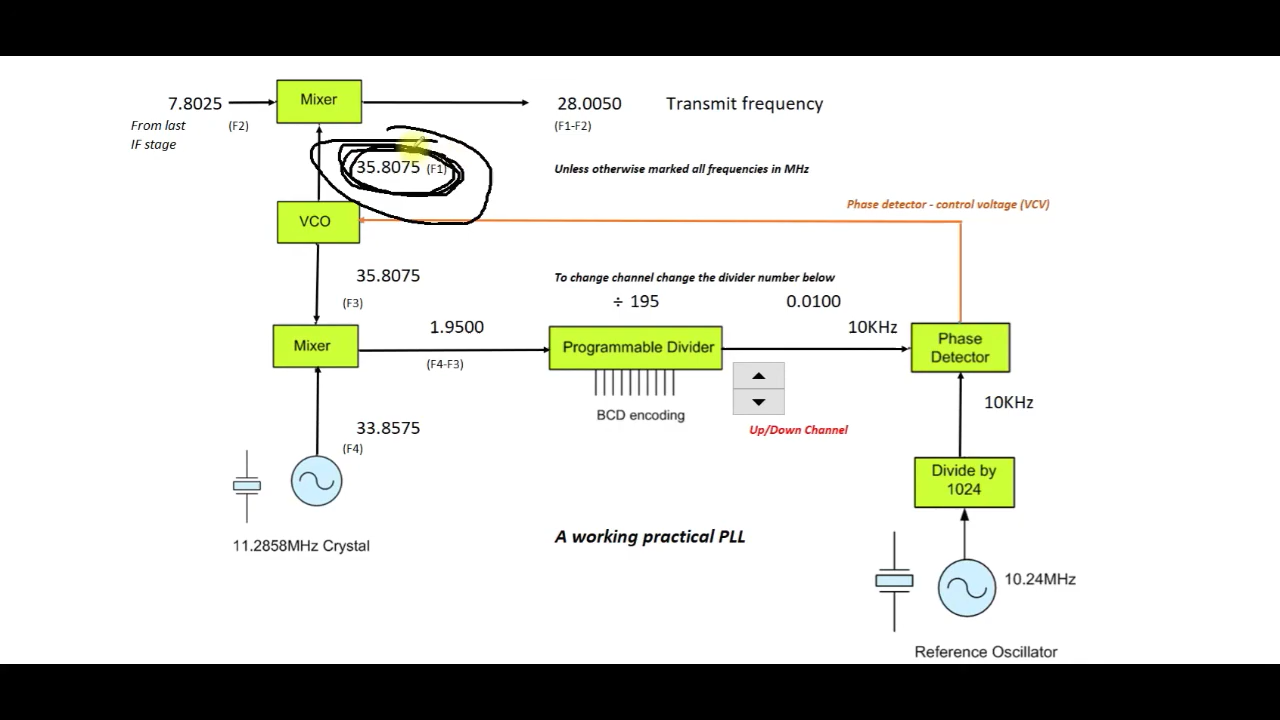 Mixer
7.8025
28.0050 Transmit frequency
From last
IF stage
(F2)
(F1-F2)
35.8075 (F1)
Unless otherwise marked all frequencies in MHz
VCO
Phase detector - control voltage (VCV)
35.8075
(F3)
To change channel change the divider number below
÷ 195
0.0100
Mixer
1.9500
(F4-F3)
Programmable Divider
10KHz
Phase
Detector
BCD encoding
Up/Down Channel
10KHz
33.8575
(F4)
Divide by
1024
11.2858MHz Crystal
A working practical PLL
10.24MHz
Reference Oscillator